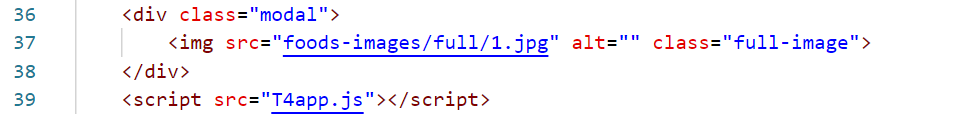 36 <div class="modal">
37 <img src="foods-images/full/1.jpg" alt="" class="full-image">
38 </div>
39 <script src="T4app.js"></script>